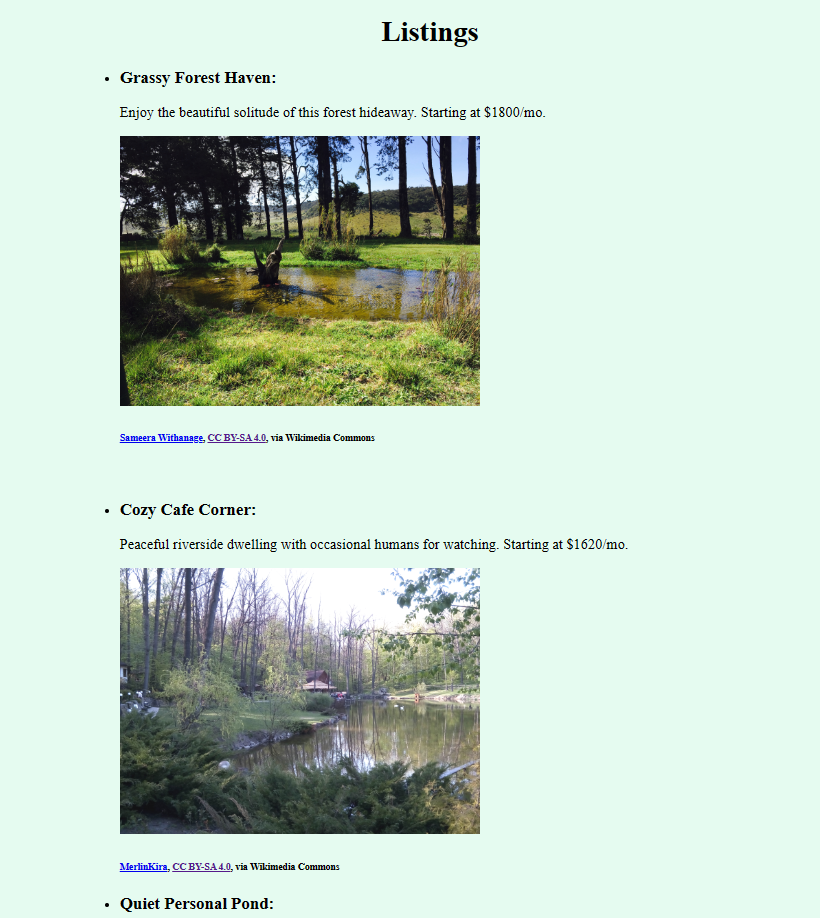 Listings
Grassy Forest Haven:
Enjoy the beautiful solitude of this forest hideaway. Starting at $1800/mo.
Sameera Withanage, CC BY-SA 4.0, via Wikimedia Commons
Cozy Cafe Corner:
Peaceful riverside dwelling with occasional humans for watching. Starting at $1620/mo.
MerlinKira, CC BY-SA 4.0, via Wikimedia Commons
Quiet Personal Pond: